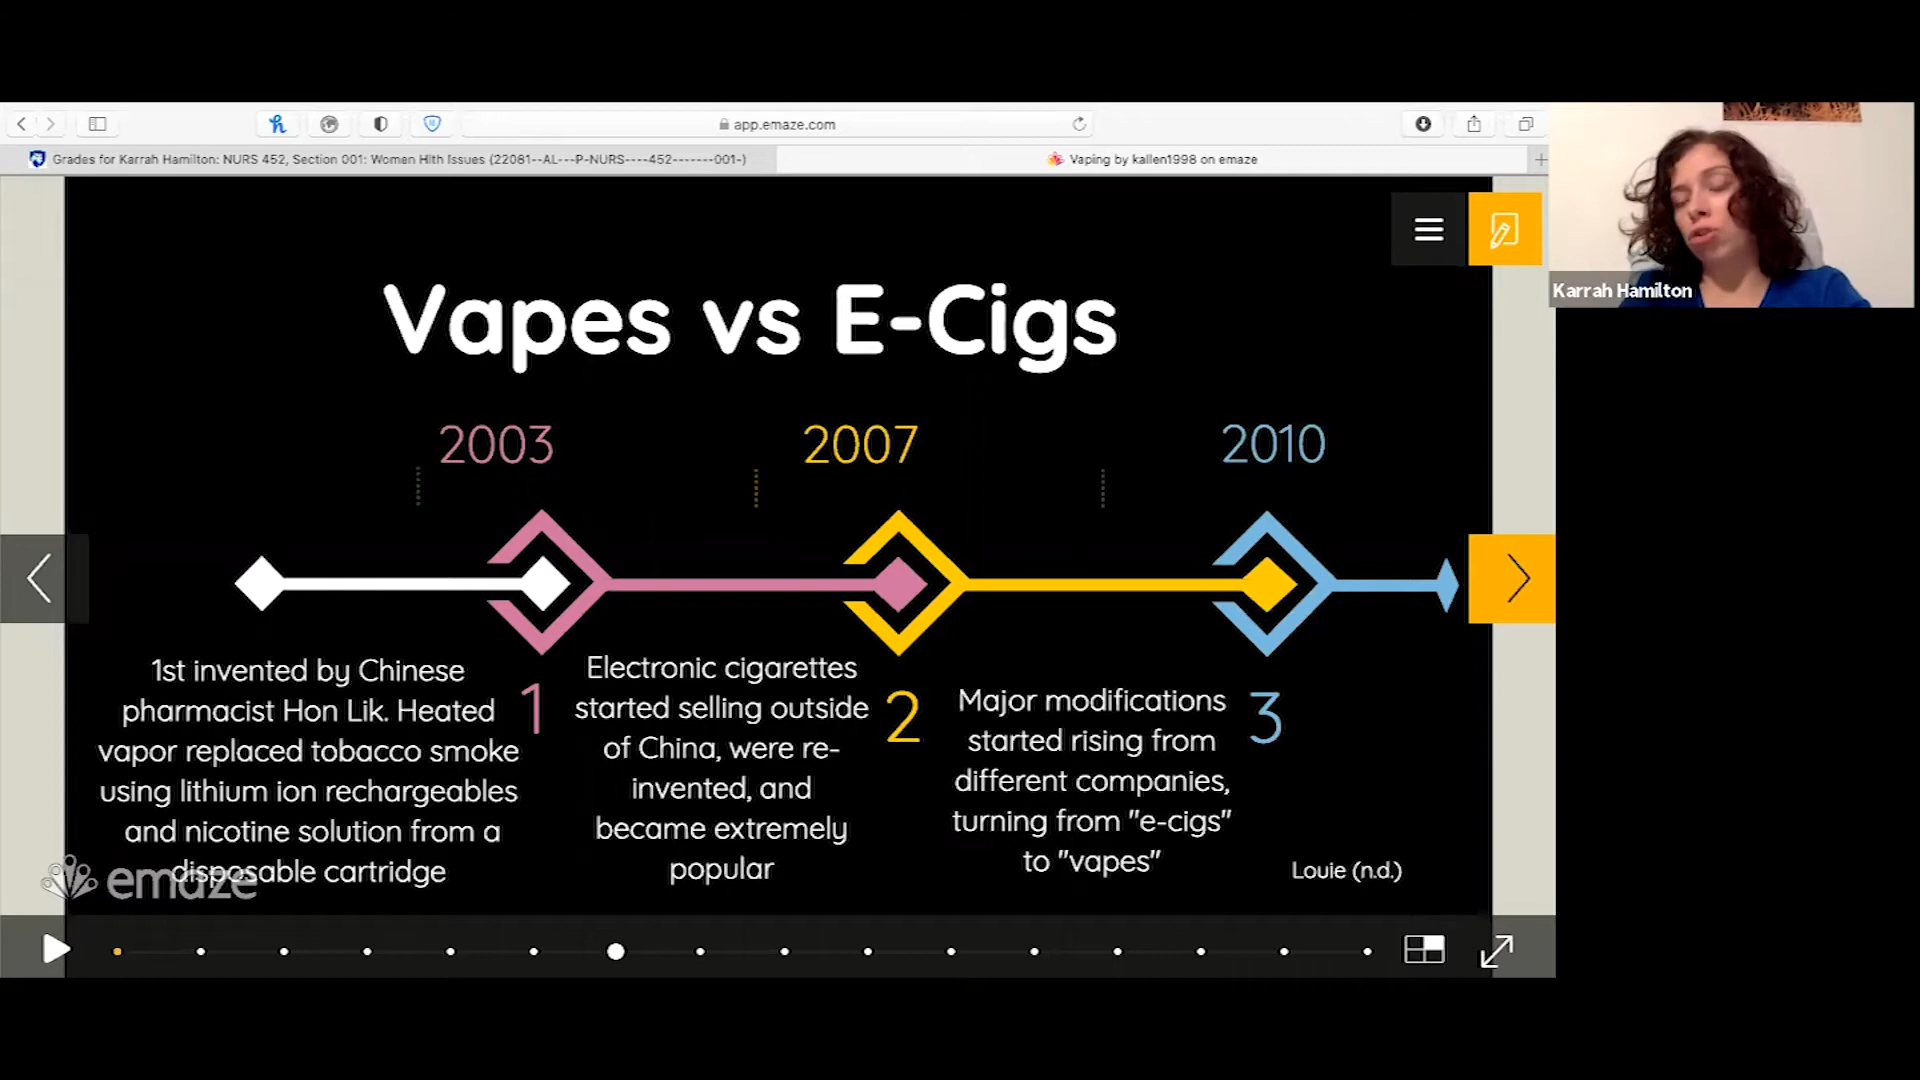 app.emaze.com
Grades for Karrah Hamilton: NURS 452, Section 001: Women Hlth Issues (22081--AL---P-NURS----452-------001-)
Vaping by kallen1998 on emaze
Karrah Hamilton
Vapes vs E-Cigs
2003
2007
2010
1st invented by Chinese
pharmacist Hon Lik. Heated
vapor replaced tobacco smoke
using lithium ion rechargeables
and nicotine solution from a
disposable cartridge
1
Electronic cigarettes
started selling outside
of China, were re-
invented, and
became extremely
popular
2
Major modifications
started rising from
different companies,
turning from "e-cigs"
to "vapes"
3
Louie (n.d.)
emaze